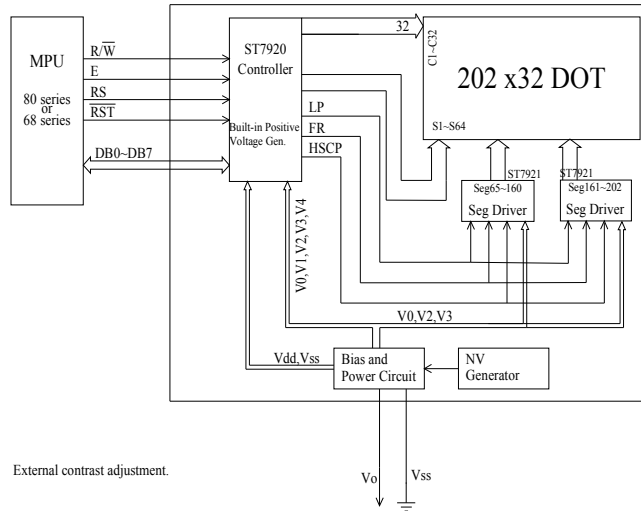 MPU
80 series
or
68 series
R/W
E
RS
RST
DB0~DB7
ST7920
Controller
Built-in Positive
Voltage Gen.
32
LP
FR
HSCP
C1~C32
202 x32 DOT
S1~S64
ST7921
Seg65~160
Seg Driver
ST7921
Seg161~202
Seg Driver
V0,V1,V2,V3,V4
V0,V2,V3
Vdd,Vss
Bias and
Power Circuit
NV
Generator
Vo
Vss
External contrast adjustment.